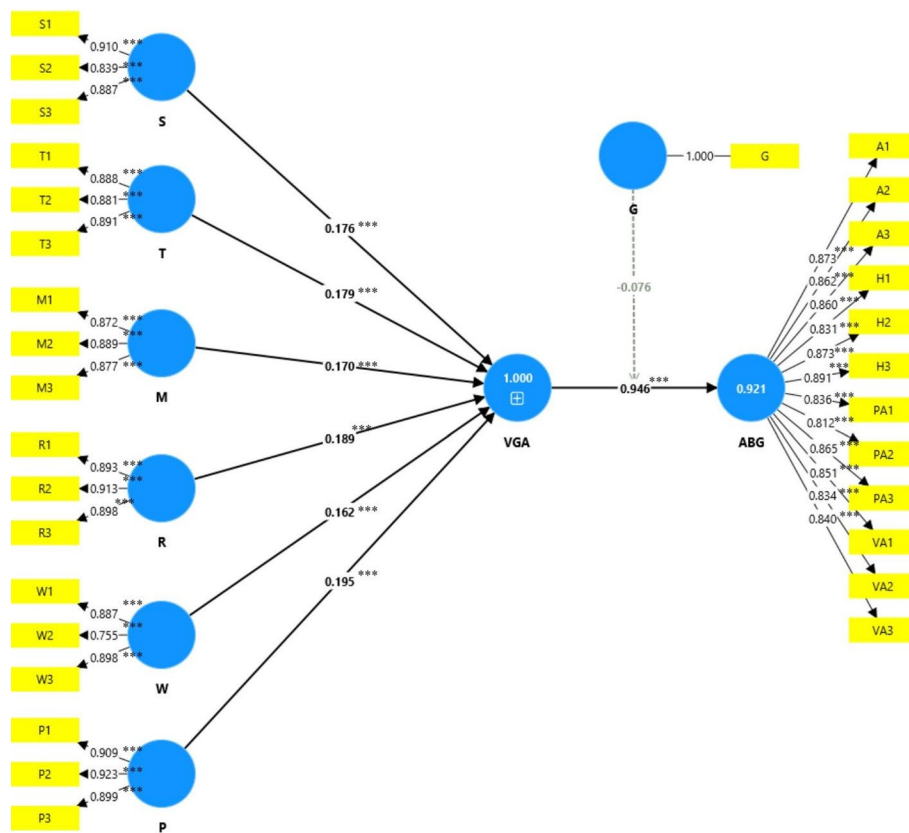 S1
0.910 ***
S2
0.839 ***
S3
0.887 ***
S
T1
0.888 ***
T2
0.881 ***
T3
0.891 ***
T
M1
0.872 ***
M2
0.889 ***
M3
0.877 ***
M
R1
0.893 ***
R2
0.913 ***
R3
0.898 ***
R
W1
0.887 ***
W2
0.755 ***
W3
0.898 ***
W
P1
0.909 ***
P2
0.923 ***
P3
0.899 ***
P
0.176 ***
0.179 ***
0.170 ***
0.189 ***
0.162 ***
0.195 ***
1.000
VGA
G
1.000
G
-0.076
0.946 ***
0.921
ABG
0.873 ***
0.862 ***
0.860 ***
0.831 ***
0.873 ***
0.891 ***
0.836 ***
0.812 ***
0.865 ***
0.851 ***
0.834 ***
0.840 ***
A1
A2
A3
H1
H2
H3
PA1
PA2
PA3
VA1
VA2
VA3